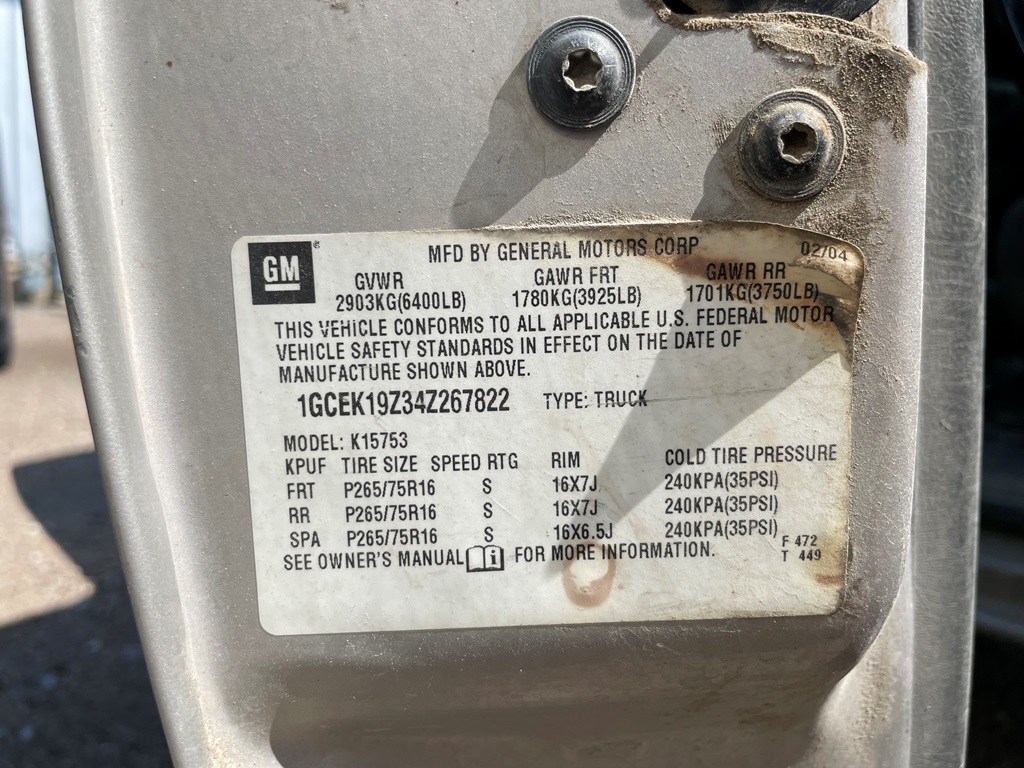 GM
®
MFD BY GENERAL MOTORS CORP 02/04
GVWR GAWR FRT GAWR RR
2903KG(6400LB) 1780KG(3925LB) 1701KG(3750LB)
THIS VEHICLE CONFORMS TO ALL APPLICABLE U.S. FEDERAL MOTOR
VEHICLE SAFETY STANDARDS IN EFFECT ON THE DATE OF
MANUFACTURE SHOWN ABOVE.
1GCEK19Z34Z267822 TYPE: TRUCK
MODEL: K15753
KPUF TIRE SIZE SPEED RTG RIM COLD TIRE PRESSURE
FRT P265/75R16 S 16X7J 240KPA(35PSI)
RR P265/75R16 S 16X7J 240KPA(35PSI)
SPA P265/75R16 S 16X6.5J 240KPA(35PSI)
SEE OWNER'S MANUAL i FOR MORE INFORMATION.
F 472
T 449